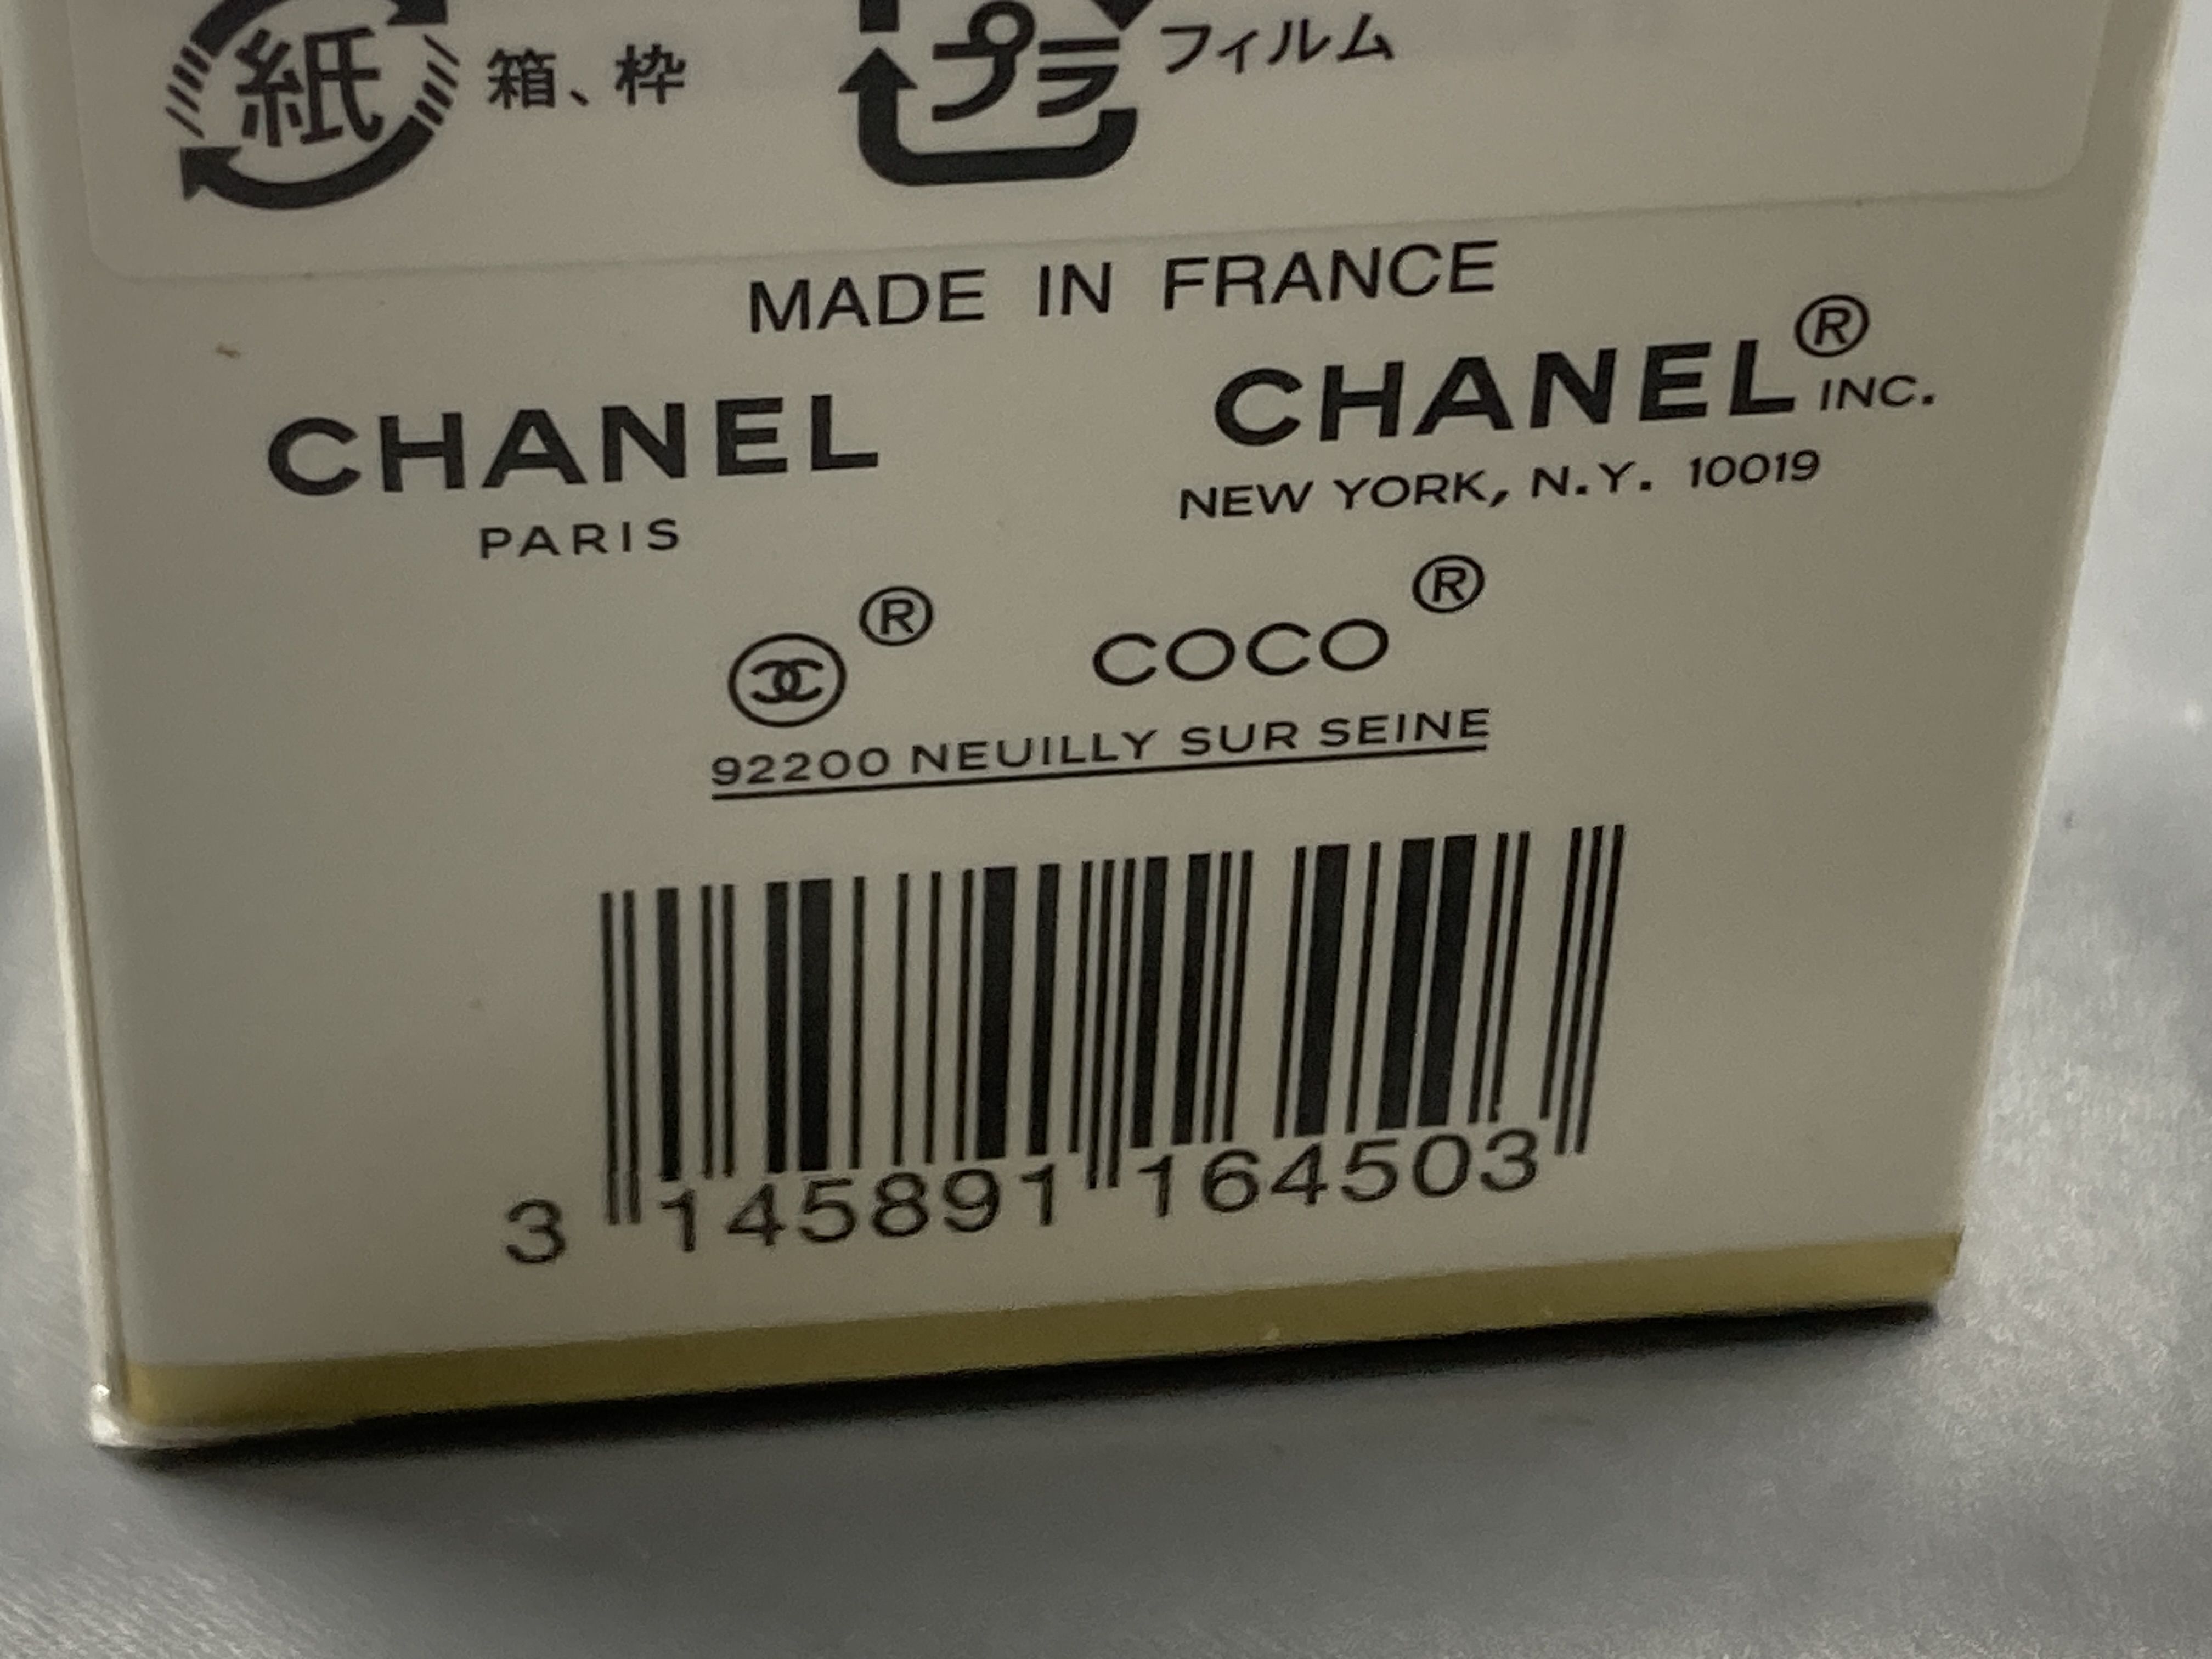 紙 箱、枠 プラ フィルム
MADE IN FRANCE
CHANEL
PARIS
CHANEL® INC.
NEW YORK, N.Y. 10019
® COCO®
92200 NEUILLY SUR SEINE
3 145891 164503